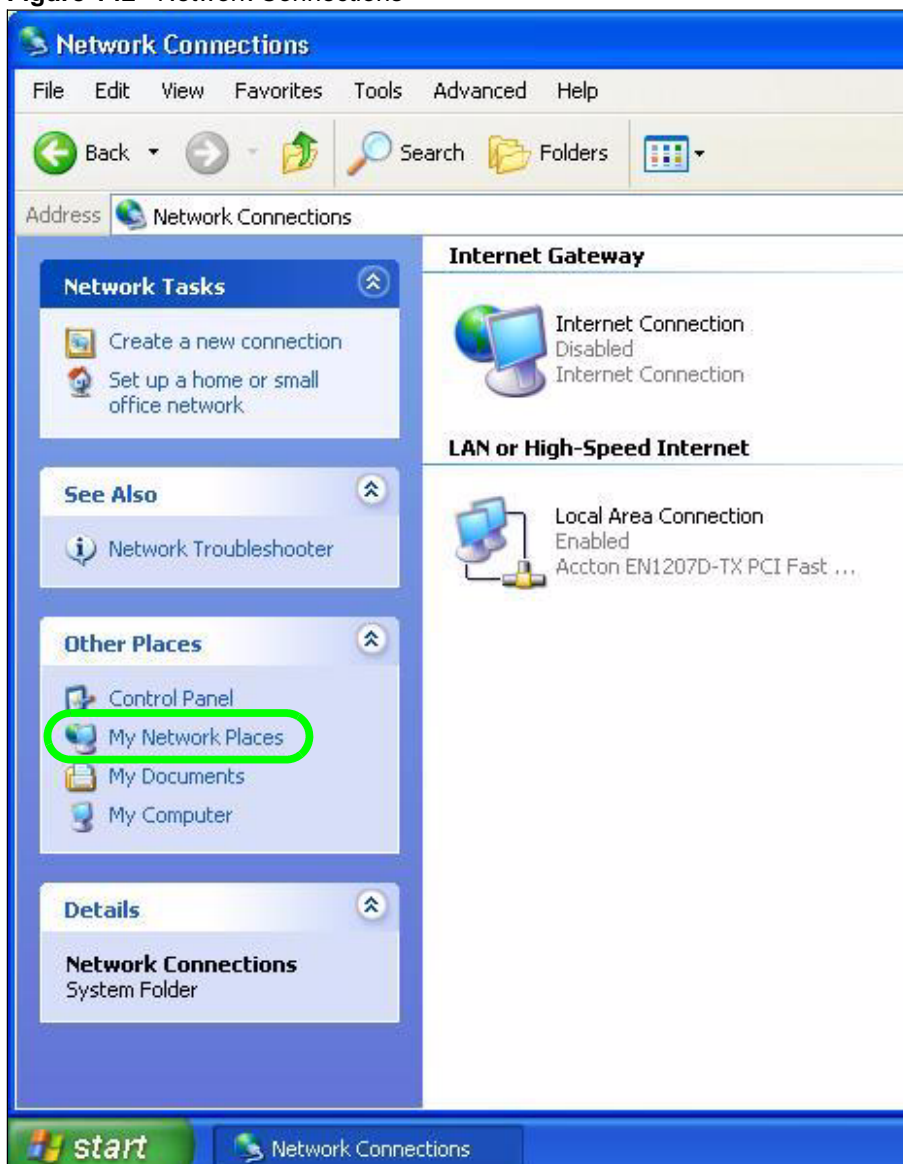 Network Connections
File Edit View Favorites Tools Advanced Help
Back Search Folders
Address Network Connections
Network Tasks
Create a new connection
Set up a home or small
office network
See Also
Network Troubleshooter
Other Places
Control Panel
My Network Places
My Documents
My Computer
Details
Network Connections
System Folder
Internet Gateway
Internet Connection
Disabled
Internet Connection
LAN or High-Speed Internet
Local Area Connection
Enabled
Accton EN1207D-TX PCI Fast ...
start Network Connections